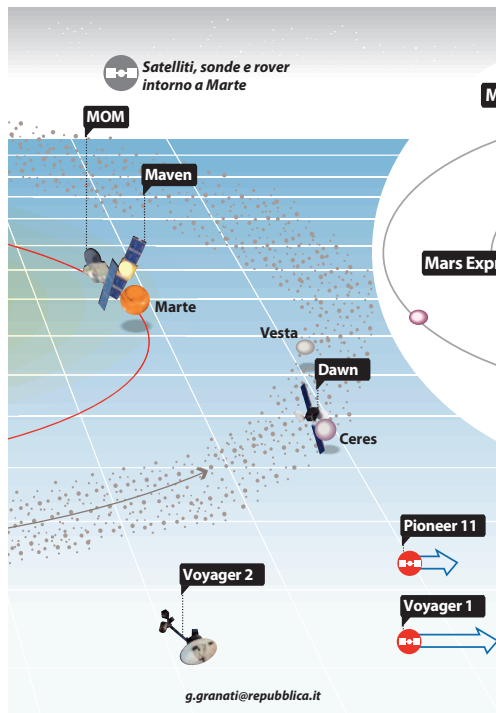 Satelliti, sonde e rover
intorno a Marte
M
MOM
Maven
Mars Expr
Marte
Vesta
Dawn
Ceres
Pioneer 11
Voyager 2
Voyager 1
g.granati@repubblica.it